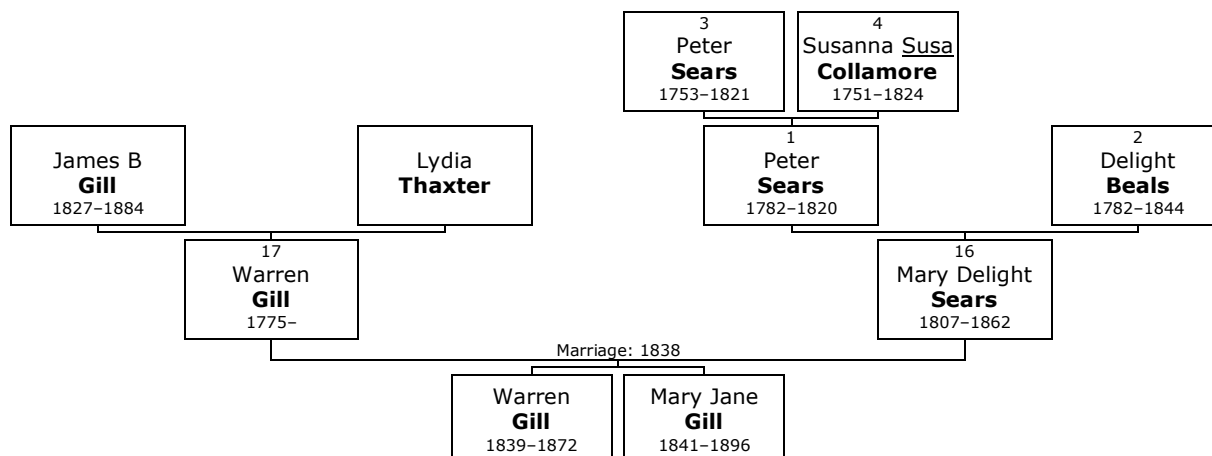 3
Peter
Sears
1753–1821
4
Susanna Susa
Collamore
1751–1824
James B
Gill
1827–1884
Lydia
Thaxter
1
Peter
Sears
1782–1820
2
Delight
Beals
1782–1844
17
Warren
Gill
1775–
16
Mary Delight
Sears
1807–1862
Marriage: 1838
Warren
Gill
1839–1872
Mary Jane
Gill
1841–1896